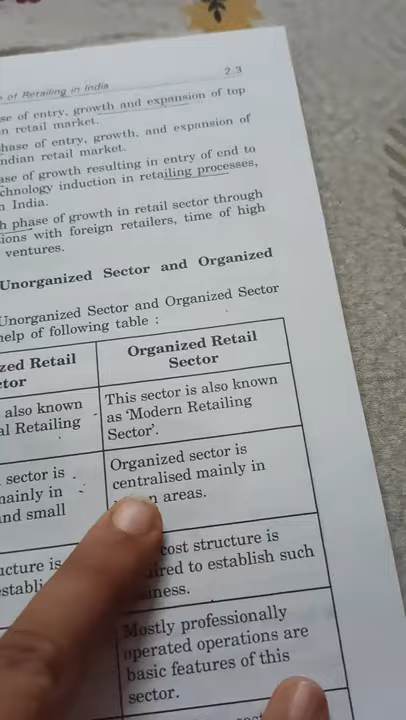 of Retailing in India
2.3
se of entry, growth and expansion of top
n retail market.
hase of entry, growth, and expansion of
ndian retail market.
ase of growth resulting in entry of end to
chnology induction in retailing processes,
n India.
h phase of growth in retail sector through
ions with foreign retailers, time of high
ventures.
Unorganized Sector and Organized
Unorganized Sector and Organized Sector
help of following table :
zed Retail
ctor
Organized Retail
Sector
also known
al Retailing
This sector is also known
as 'Modern Retailing
Sector'.
sector is
mainly in
nd small
Organized sector is
centralised mainly in
areas.
ucture is
establi
cost structure is
ired to establish such
iness.
Mostly professionally
operated operations are
basic features of this
sector.